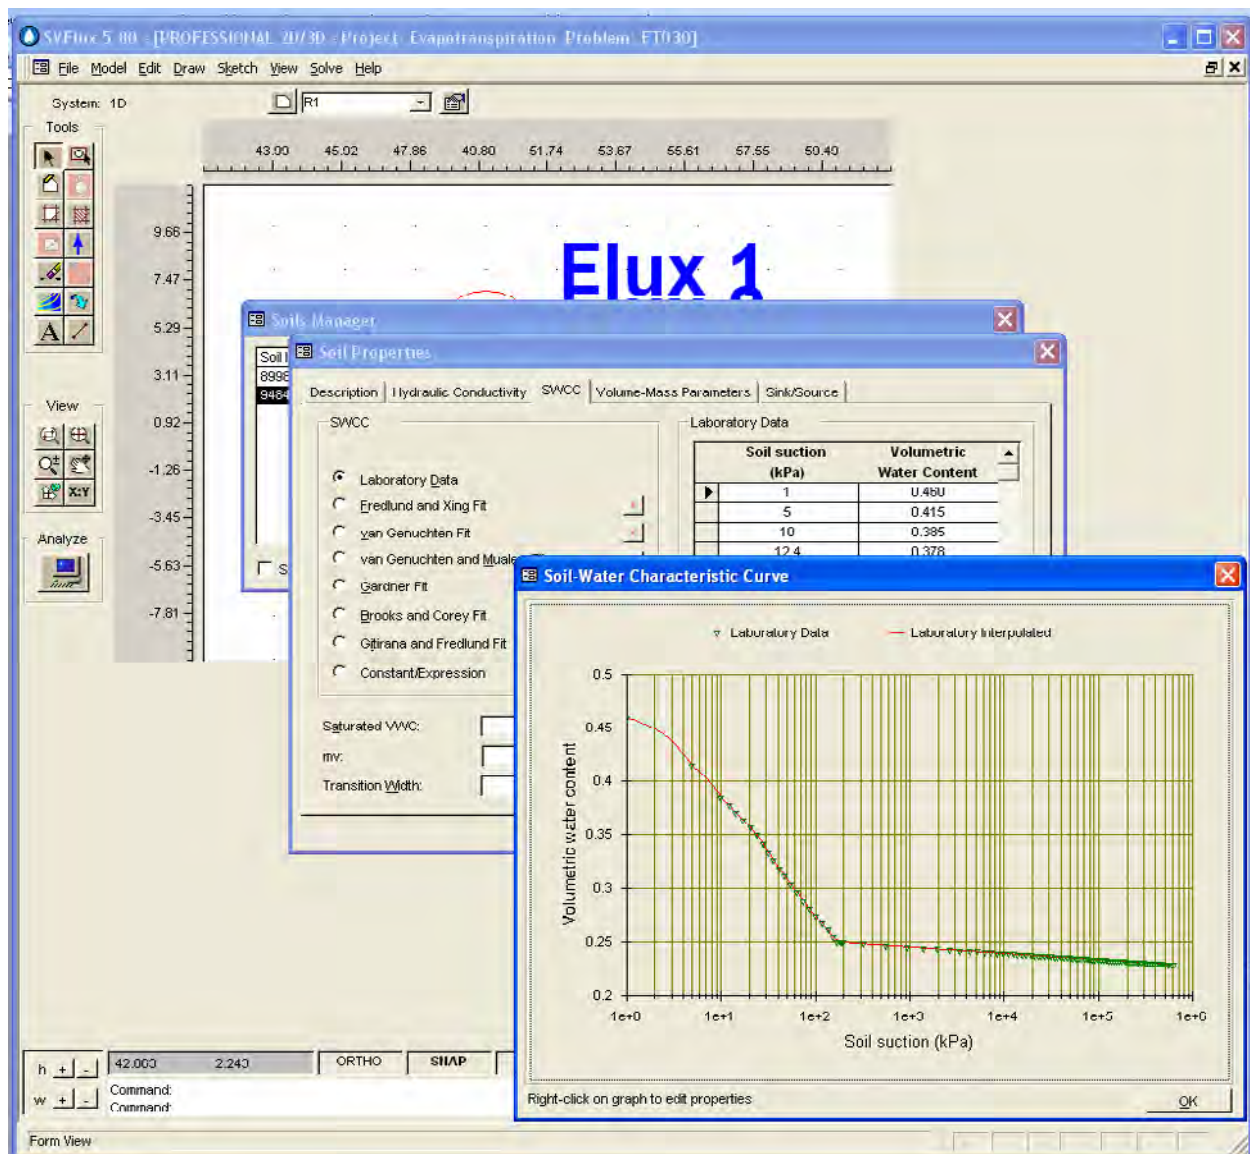 SVFlux 5.80 - [PROFESSIONAL 2D/3D - Project: Evapotranspiration Problem: ET030]
File Model Edit Draw Sketch View Solve Help
System: 1D
R1
Tools
43.00 45.02 47.86 40.80 51.74 53.67 55.61 57.55 50.40
9.66
7.47
5.29
3.11
0.92
-1.26
-3.45
-5.63
-7.81
View
X:Y
Analyze
Flux 1
Soils Manager
Soil
8998
9484
S
Soil Properties
Description Hydraulic Conductivity SWCC Volume-Mass Parameters Sink/Source
SWCC
Laboratory Data
Fredlund and Xing Fit
van Genuchten Fit
van Genuchten and Muale
Gardner Fit
Brooks and Corey Fit
Gitirana and Fredlund Fit
Constant/Expression
Saturated VWC:
mv:
Transition Width:
Laboratory Data
Soil suction (kPa) Volumetric Water Content
1 0.460
5 0.415
10 0.385
12.4 0.378
Soil-Water Characteristic Curve
Laboratory Data Laboratory Interpolated
Volumetric water content
0.5
0.45
0.4
0.35
0.3
0.25
0.2
1e+0 1e+1 1e+2 1e+3 1e+4 1e+5 1e+6
Soil suction (kPa)
Right-click on graph to edit properties
OK
h + -
w + -
42.000 2.240 ORTHO SNAP
Command:
Command:
Form View